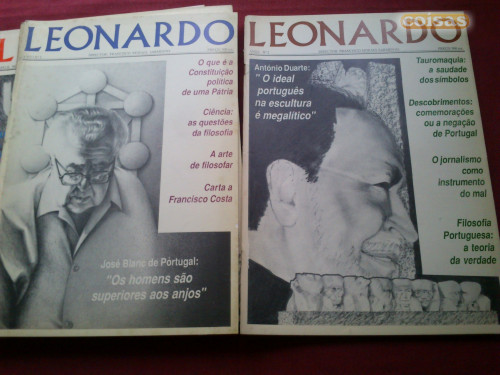 L
LEONARDO
O que é a
Constituição
política
de uma Pátria
Ciência:
as questões
da filosofia
A arte
de filosofar
Carta a
Francisco Costa
José Blanc de Portugal:
"Os homens são
superiores aos anjos"
coisas
LEONARDO
António Duarte:
" O ideal
português
na escultura
é megalítico"
Tauromaquia:
a saudade
dos símbolos
Descobrimentos:
comemorações
ou a negação
de Portugal
O jornalismo
como
instrumento
do mal
Filosofia
Portuguesa:
a teoria
da verdade